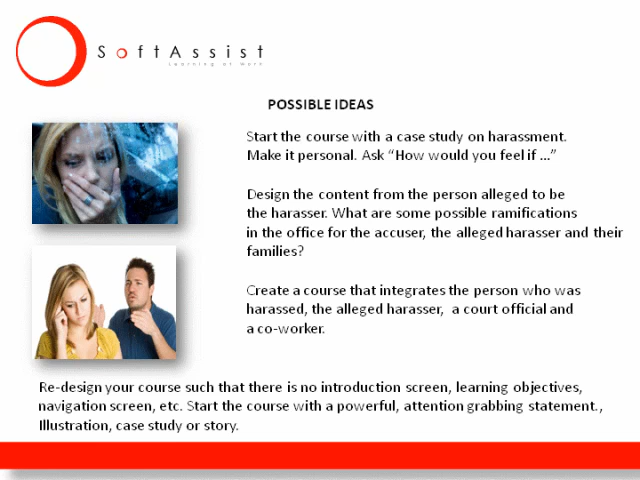 SoftAssist
Learning at Work
POSSIBLE IDEAS
Start the course with a case study on harassment.
Make it personal. Ask “How would you feel if ...”
Design the content from the person alleged to be
the harasser. What are some possible ramifications
in the office for the accuser, the alleged harasser and their
families?
Create a course that integrates the person who was
harassed, the alleged harasser,  a court official and
a co-worker.
Re-design your course such that there is no introduction screen, learning objectives,
navigation screen, etc. Start the course with a powerful, attention grabbing statement.,
Illustration, case study or story.